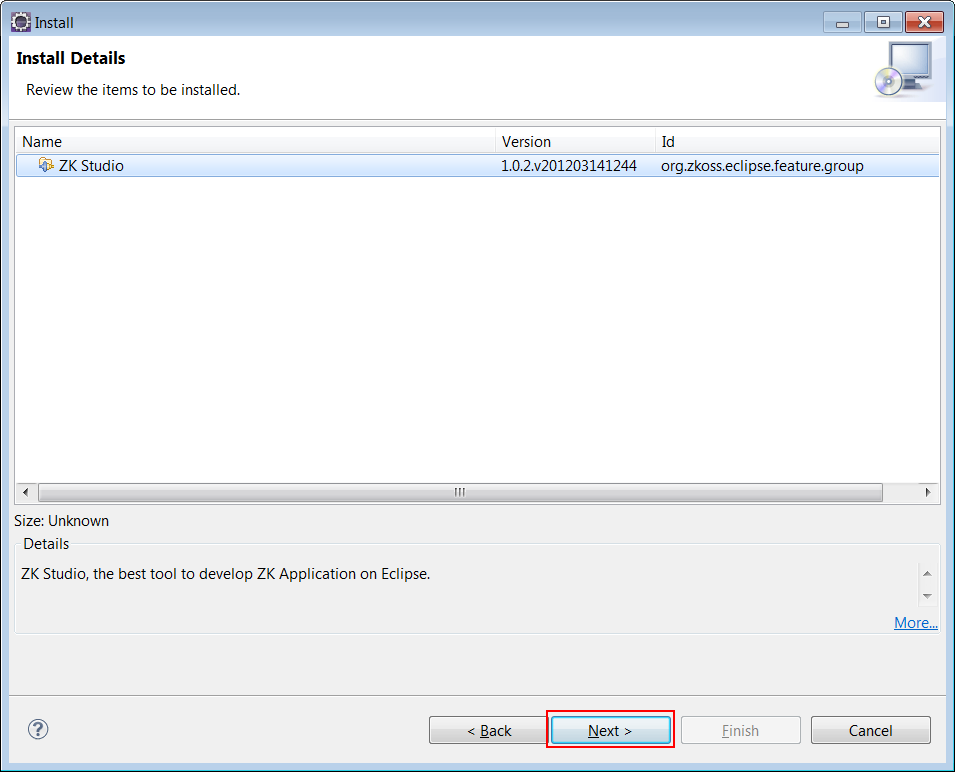 Install
Install Details
Review the items to be installed.
Name Version Id
ZK Studio 1.0.2.v201203141244 org.zkoss.eclipse.feature.group
Size: Unknown
Details
ZK Studio, the best tool to develop ZK Application on Eclipse.
More...
? < Back Next > Finish Cancel